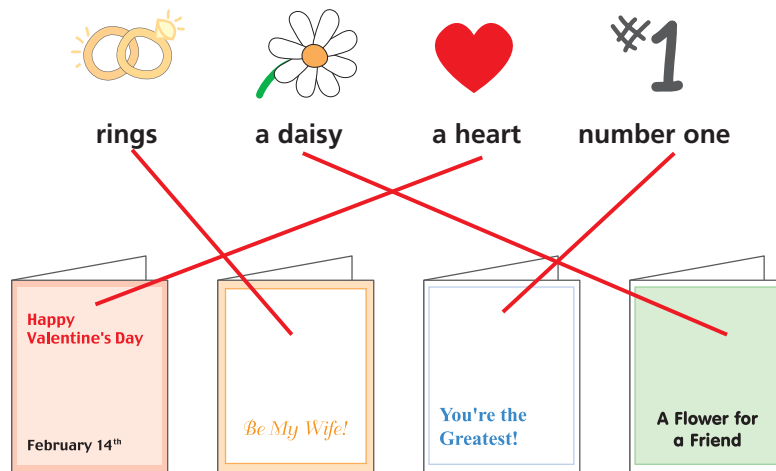 #1
rings a daisy a heart number one
Happy
Valentine's Day
February 14th
Be My Wife!
You're the
Greatest!
A Flower for
a Friend